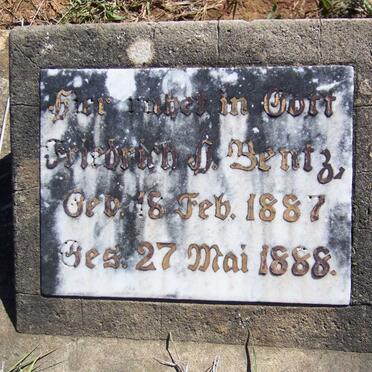 Hier ruhet in Gott
Friedrich H. Bentz,
Geb. 18 Feb. 1887
Ges. 27 Mai 1888.